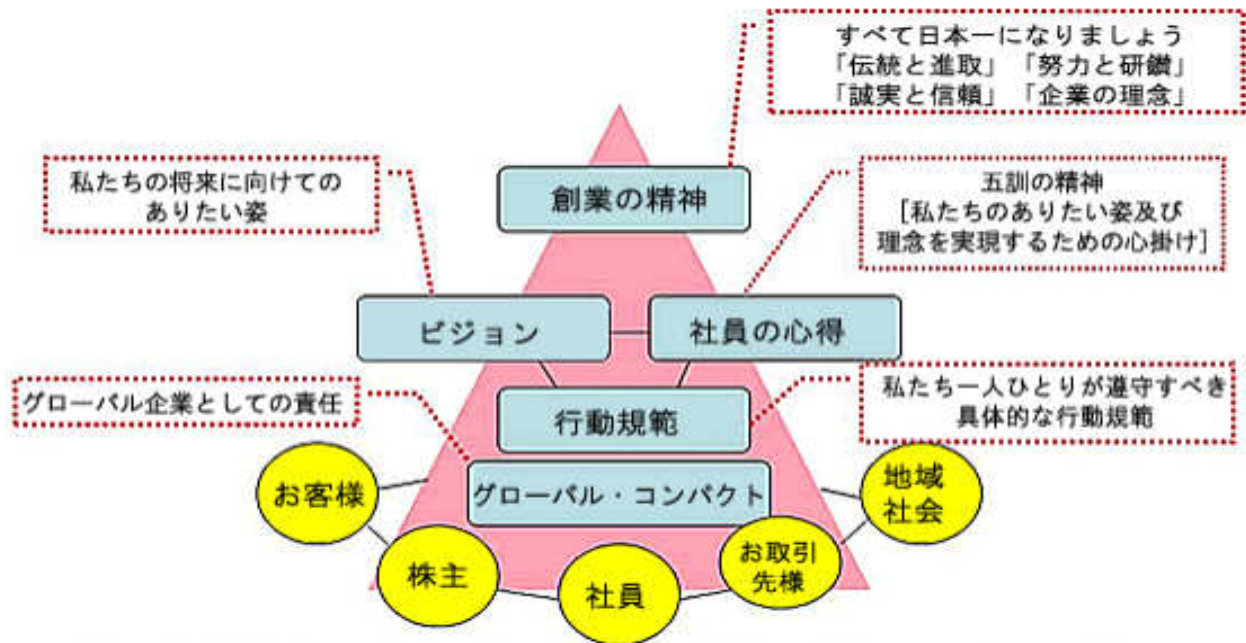 すべて日本一になりましょう
「伝統と進取」「努力と研鑽」
「誠実と信頼」「企業の理念」
創業の精神
私たちの将来に向けての
ありたい姿
五訓の精神
[私たちのありたい姿及び
理念を実現するための心掛け]
ビジョン
社員の心得
グローバル企業としての責任
行動規範
私たち一人ひとりが遵守すべき
具体的な行動規範
グローバル・コンパクト
お客様
株主
社員
お取引
先様
地域
社会